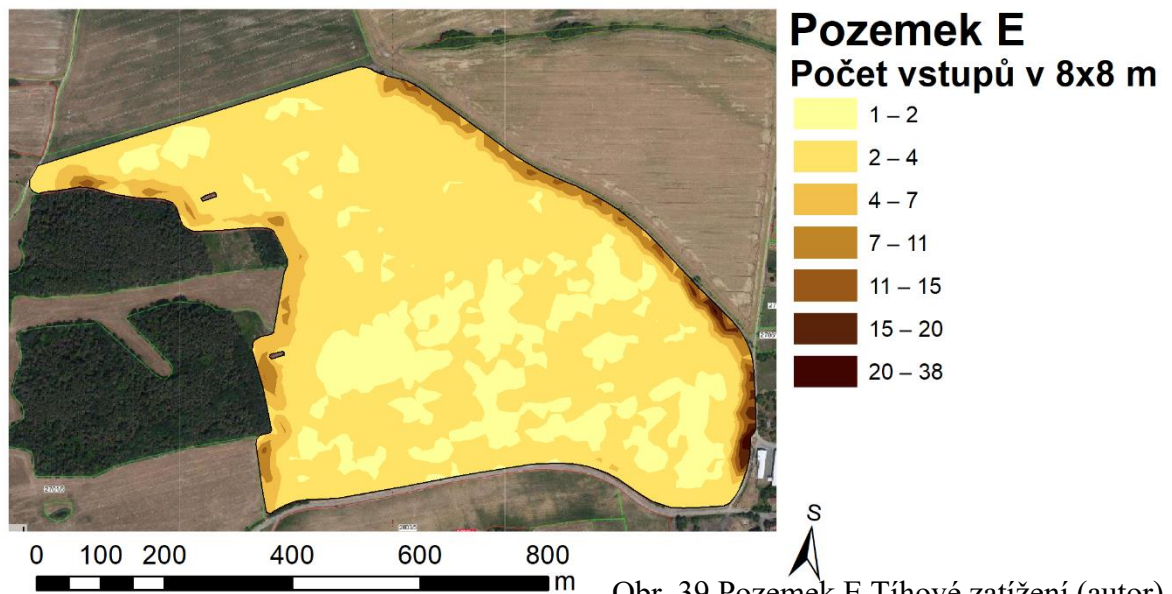 Pozemek E
Počet vstupů v 8x8 m
1 – 2
2 – 4
4 – 7
7 – 11
11 – 15
15 – 20
20 – 38
S
0 100 200 400 600 800
m
Obr. 39 Pozemek E Tíhové zatížení (autor)